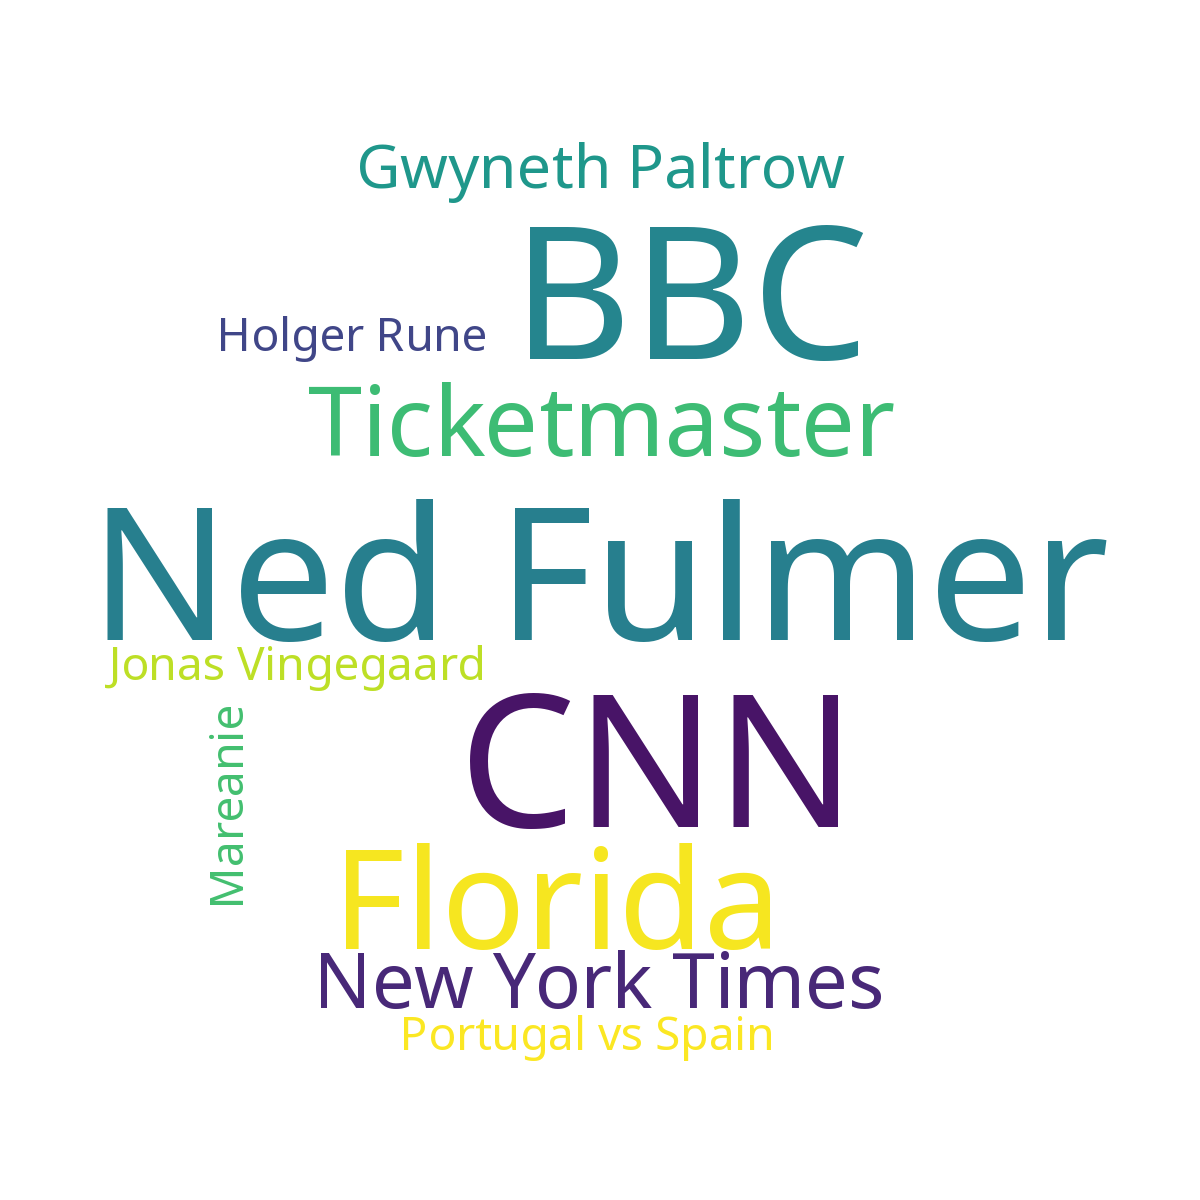 Gwyneth Paltrow
BBC
Holger Rune
Ticketmaster
Ned Fulmer
Jonas Vingegaard
CNN
Mareanie
Florida
New York Times
Portugal vs Spain